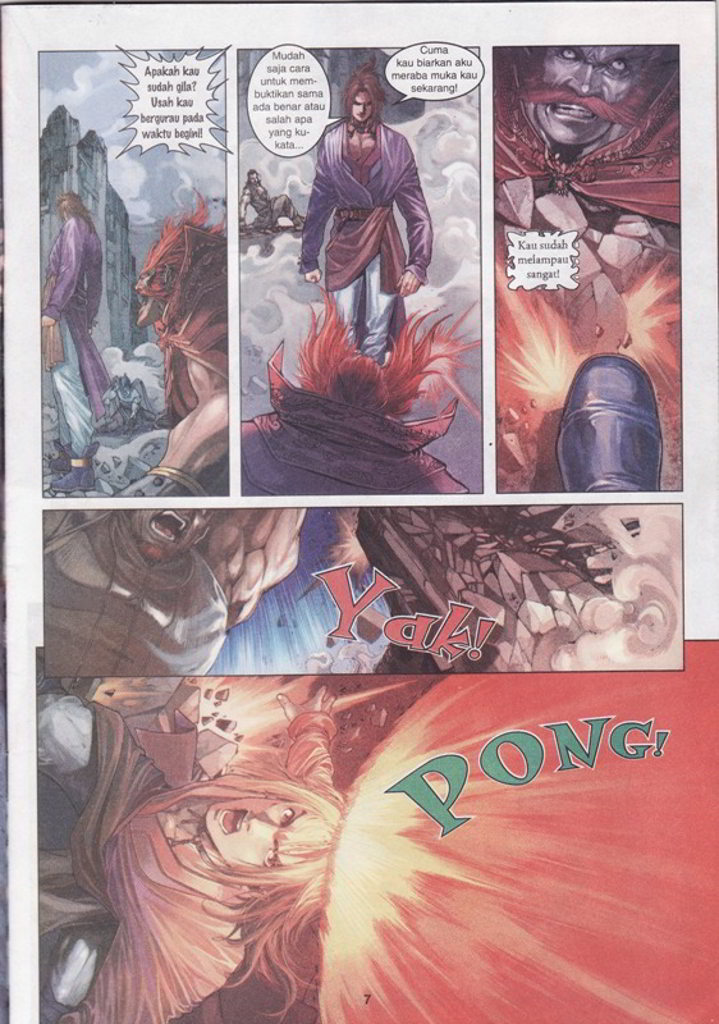 Apakah kau
sudah gila?
Usah kau
bergurau pada
waktu begini!
Mudah
saja cara
untuk mem-
buktikan sama
ada benar atau
salah apa
yang ku-
kata...
Cuma
kau biarkan aku
meraba muka kau
sekarang!
Kau sudah
melampau
sangat!
Yak!
PONG!
7